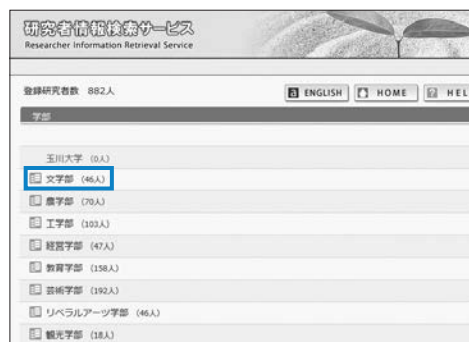 研究者情報検索サービス
Researcher Information Retrieval Service
登録研究者数 882人
ENGLISH HOME HEL
学部
玉川大学 (0人)
文学部 (46人)
農学部 (70人)
工学部 (103人)
経営学部 (47人)
教育学部 (158人)
芸術学部 (192人)
リベラルアーツ学部 (46人)
観光学部 (18人)